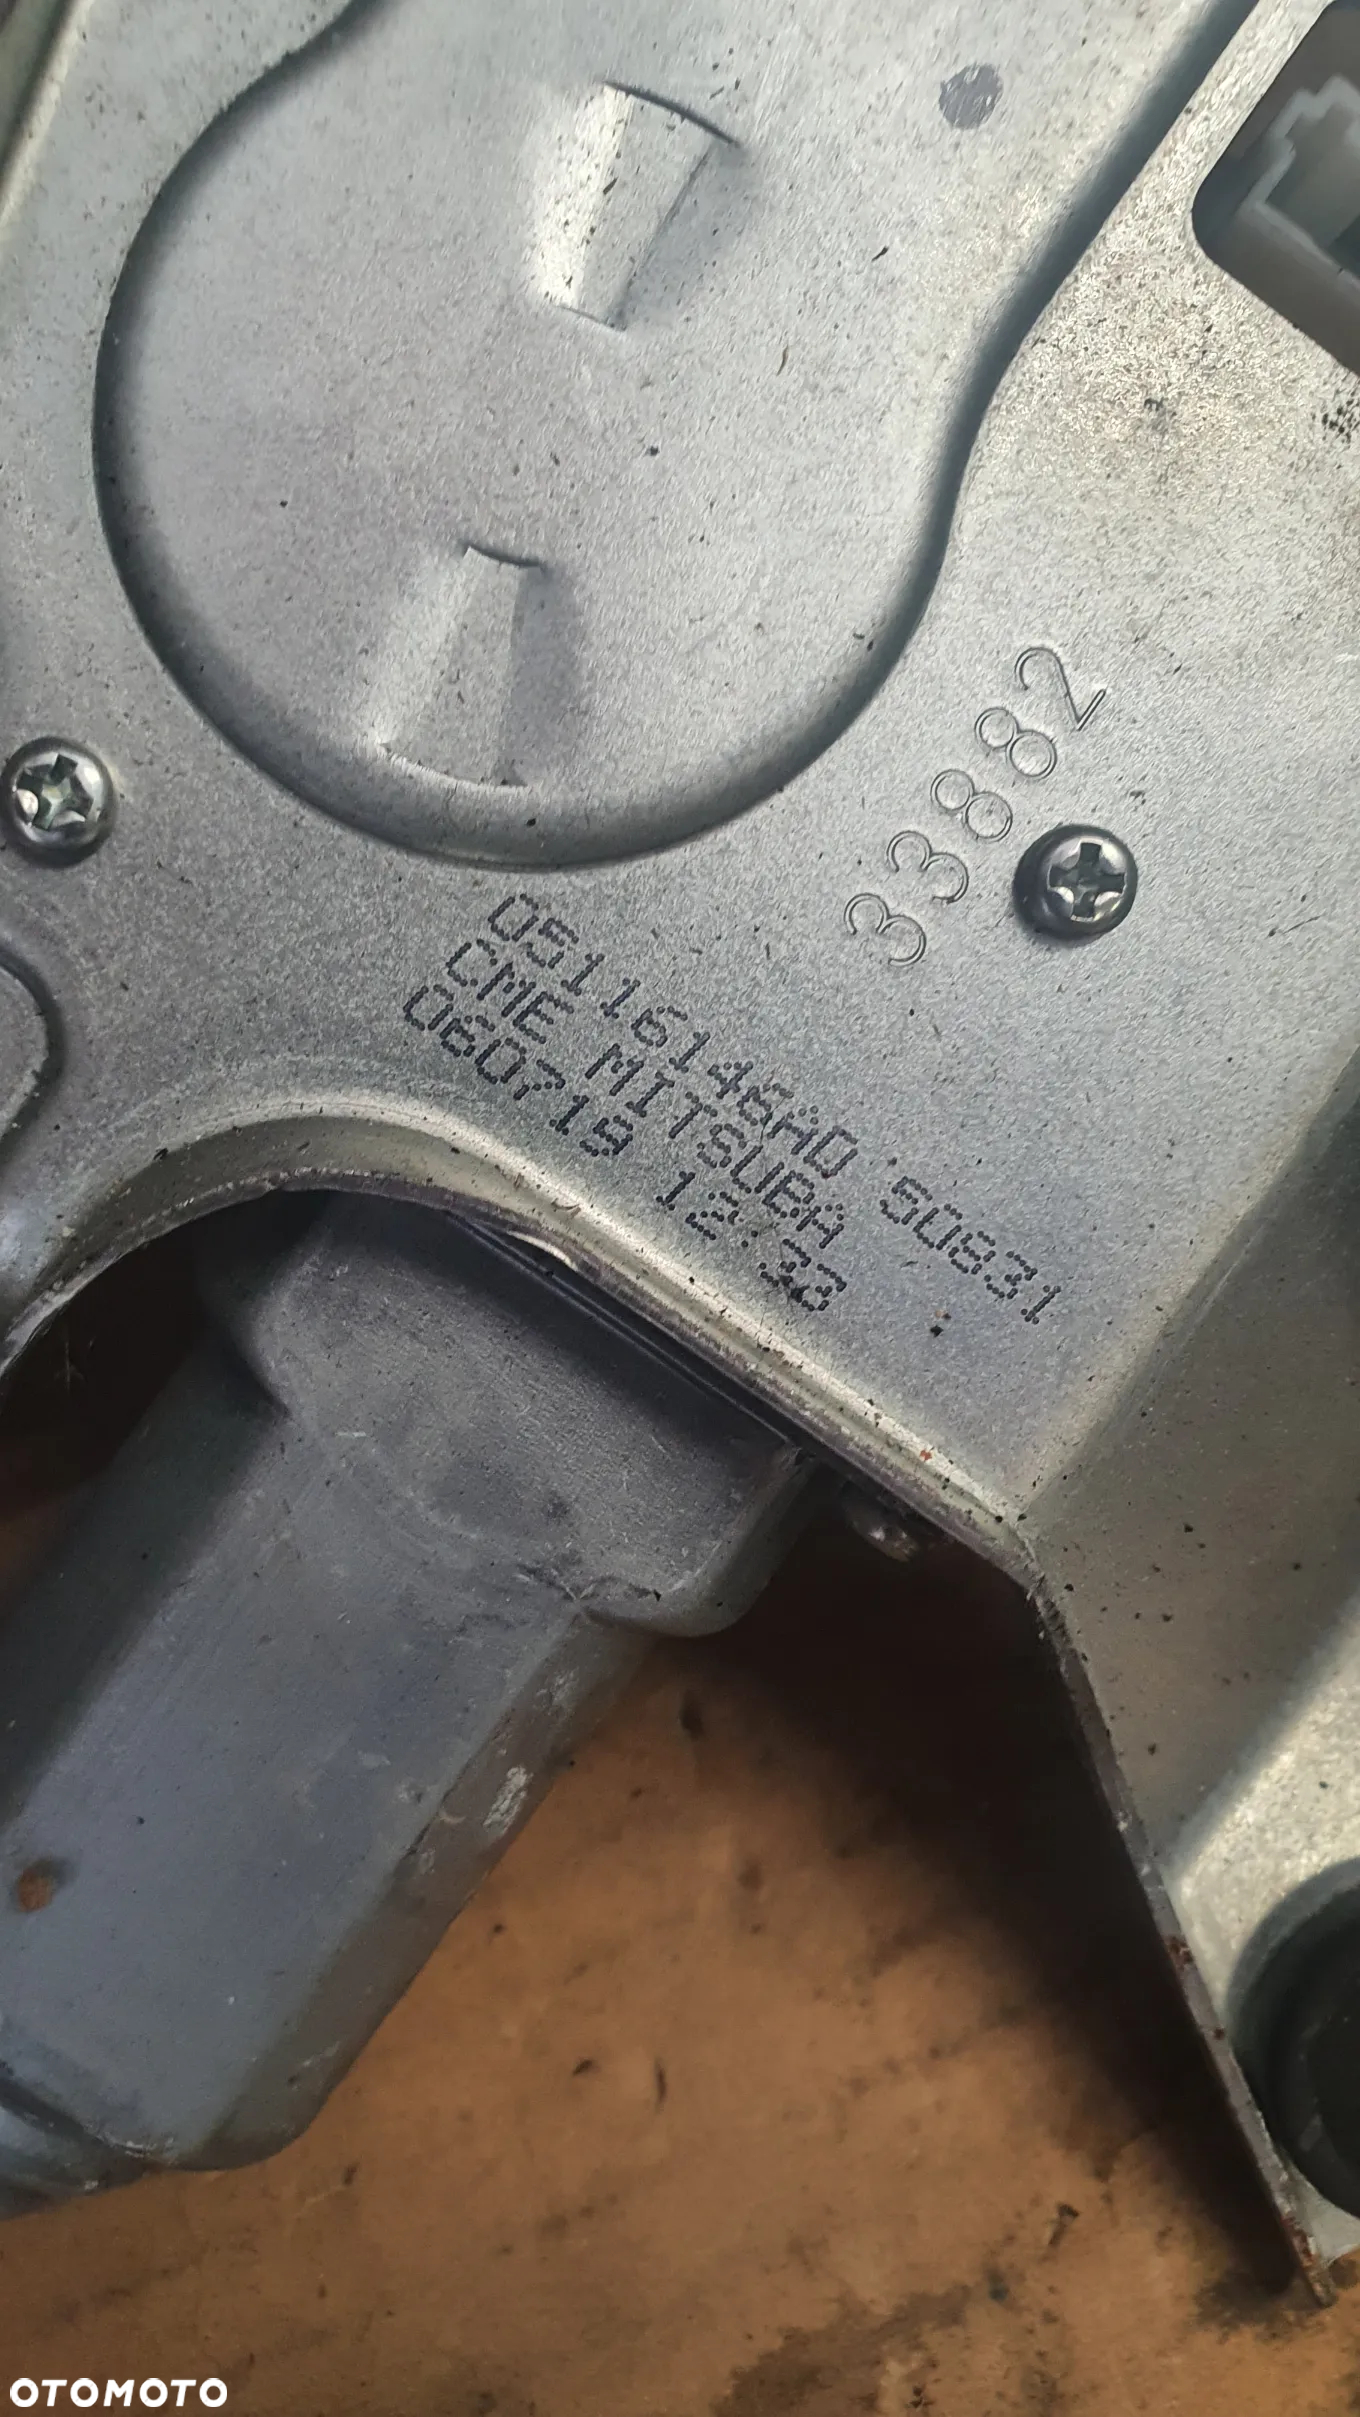 33882
05116146AD 50831
CME MITSUBA
060719 12:33
OTOMOTO